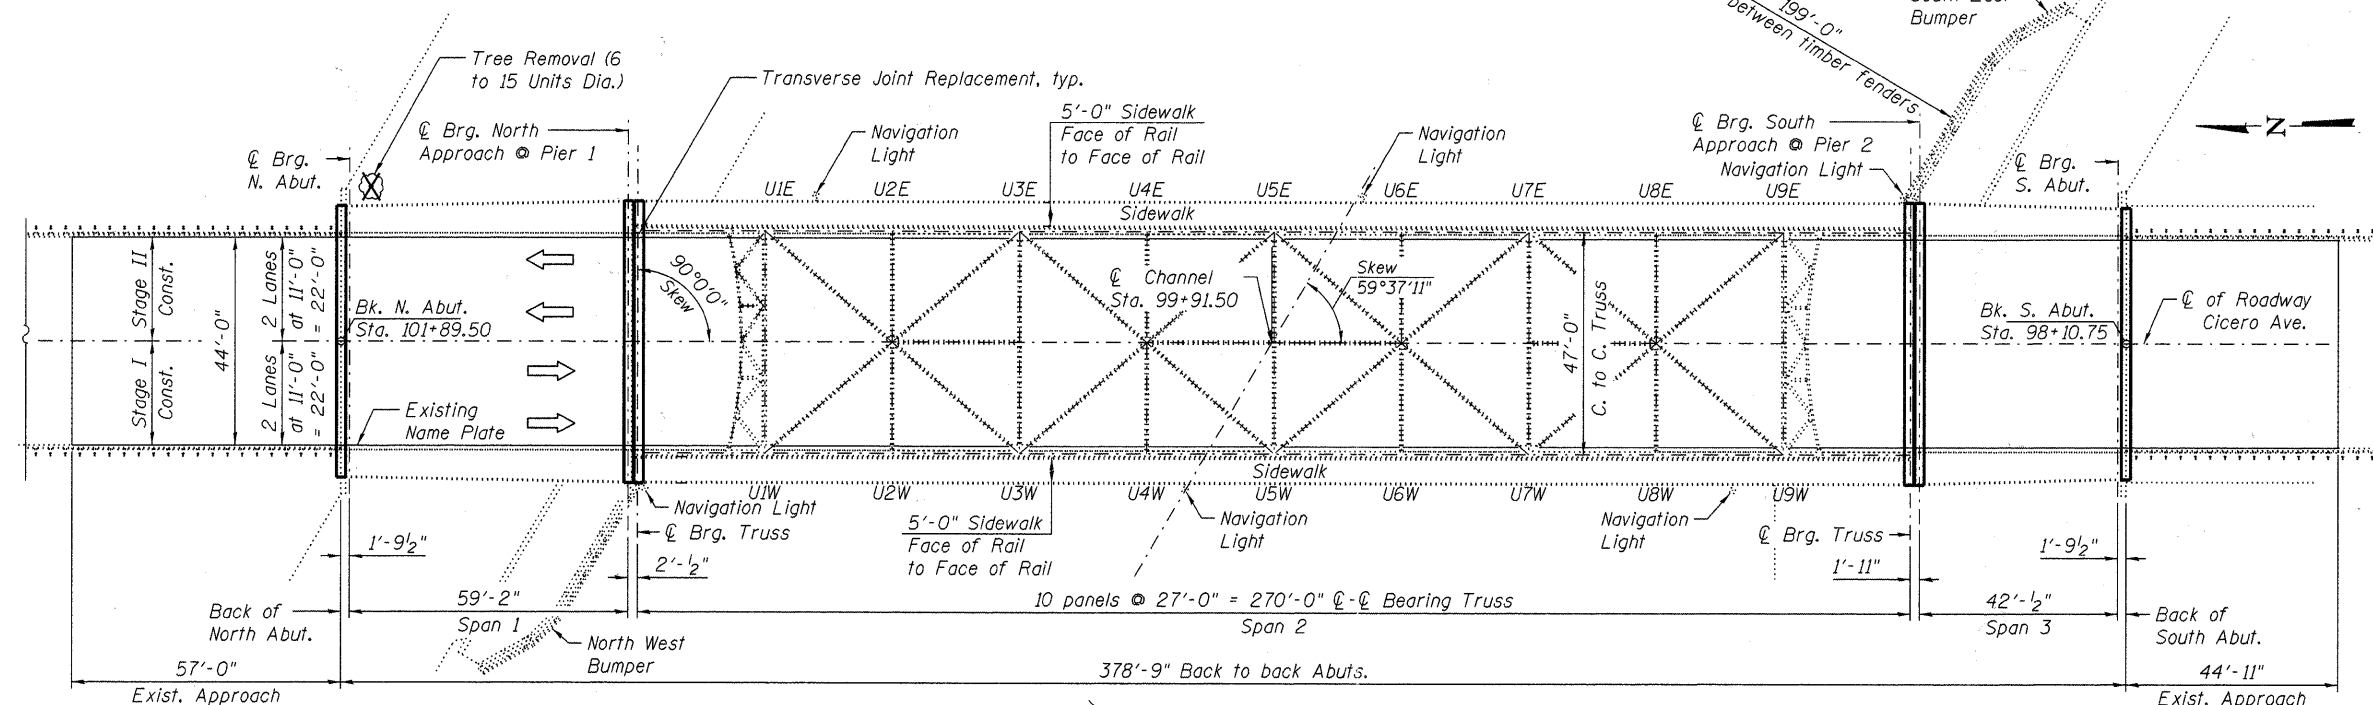 199'-0"
between timber fenders
Bumper
Tree Removal (6
to 15 Units Dia.)
Transverse Joint Replacement, typ.
℄ Brg. North
Approach @ Pier 1
Navigation
Light
5'-0" Sidewalk
Face of Rail
to Face of Rail
Navigation
Light
℄ Brg. South
Approach @ Pier 2
Navigation Light
N
℄ Brg.
N. Abut.
℄ Brg.
S. Abut.
U1E
U2E
U3E
U4E
U5E
U6E
U7E
U8E
U9E
Sidewalk
Stage II
Const.
Stage I
Const.
44'-0"
2 Lanes
at 11'-0"
= 22'-0"
2 Lanes
at 11'-0"
= 22'-0"
Bk. N. Abut.
Sta. 101+89.50
90°0'0"
Skew
℄ Channel
Sta. 99+91.50
Skew
59°37'11"
47'-0"
C. to C. Truss
Bk. S. Abut.
Sta. 98+10.75
℄ of Roadway
Cicero Ave.
Existing
Name Plate
Sidewalk
U1W
U2W
U3W
U4W
U5W
U6W
U7W
U8W
U9W
Navigation Light
℄ Brg. Truss
5'-0" Sidewalk
Face of Rail
to Face of Rail
Navigation
Light
Navigation
Light
℄ Brg. Truss
1'-9½"
2'-½"
1'-11"
1'-9½"
Back of
North Abut.
59'-2"
Span 1
10 panels @ 27'-0" = 270'-0" ℄-℄ Bearing Truss
Span 2
42'-½"
Span 3
Back of
South Abut.
North West
Bumper
57'-0"
Exist. Approach
378'-9" Back to back Abuts.
44'-11"
Exist. Approach